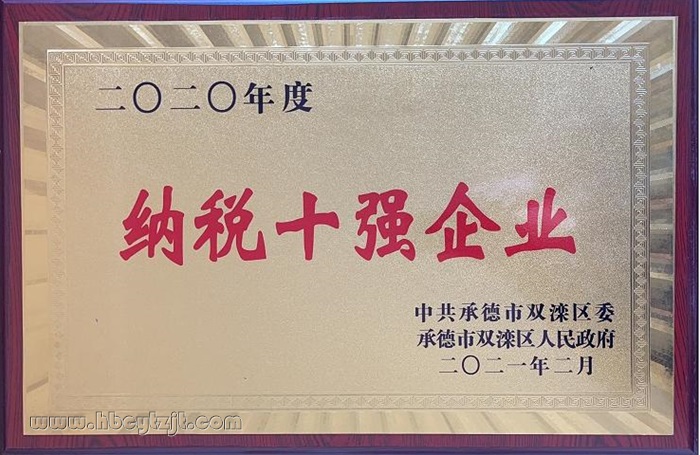 二〇二〇年度
纳税十强企业
中共承德市双滦区委
承德市双滦区人民政府
二〇二一年二月
www.hbcytzjt.com